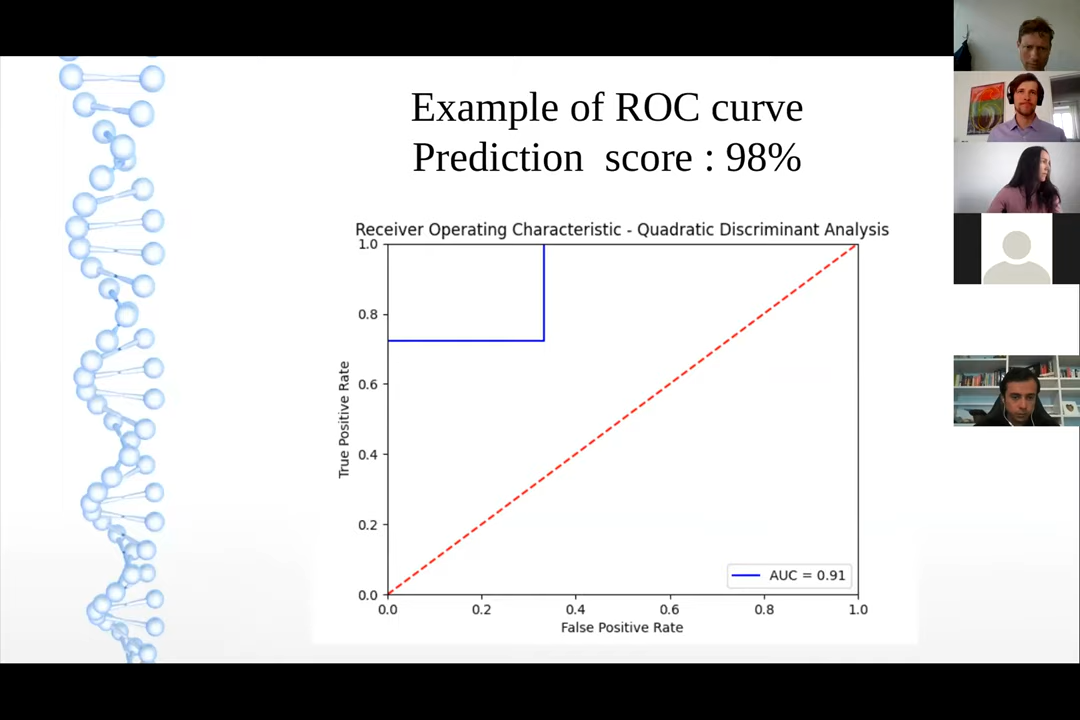 Example of ROC curve
Prediction score : 98%
Receiver Operating Characteristic - Quadratic Discriminant Analysis
1.0
0.8
0.6
0.4
0.2
0.0
True Positive Rate
AUC = 0.91
0.0 0.2 0.4 0.6 0.8 1.0
False Positive Rate